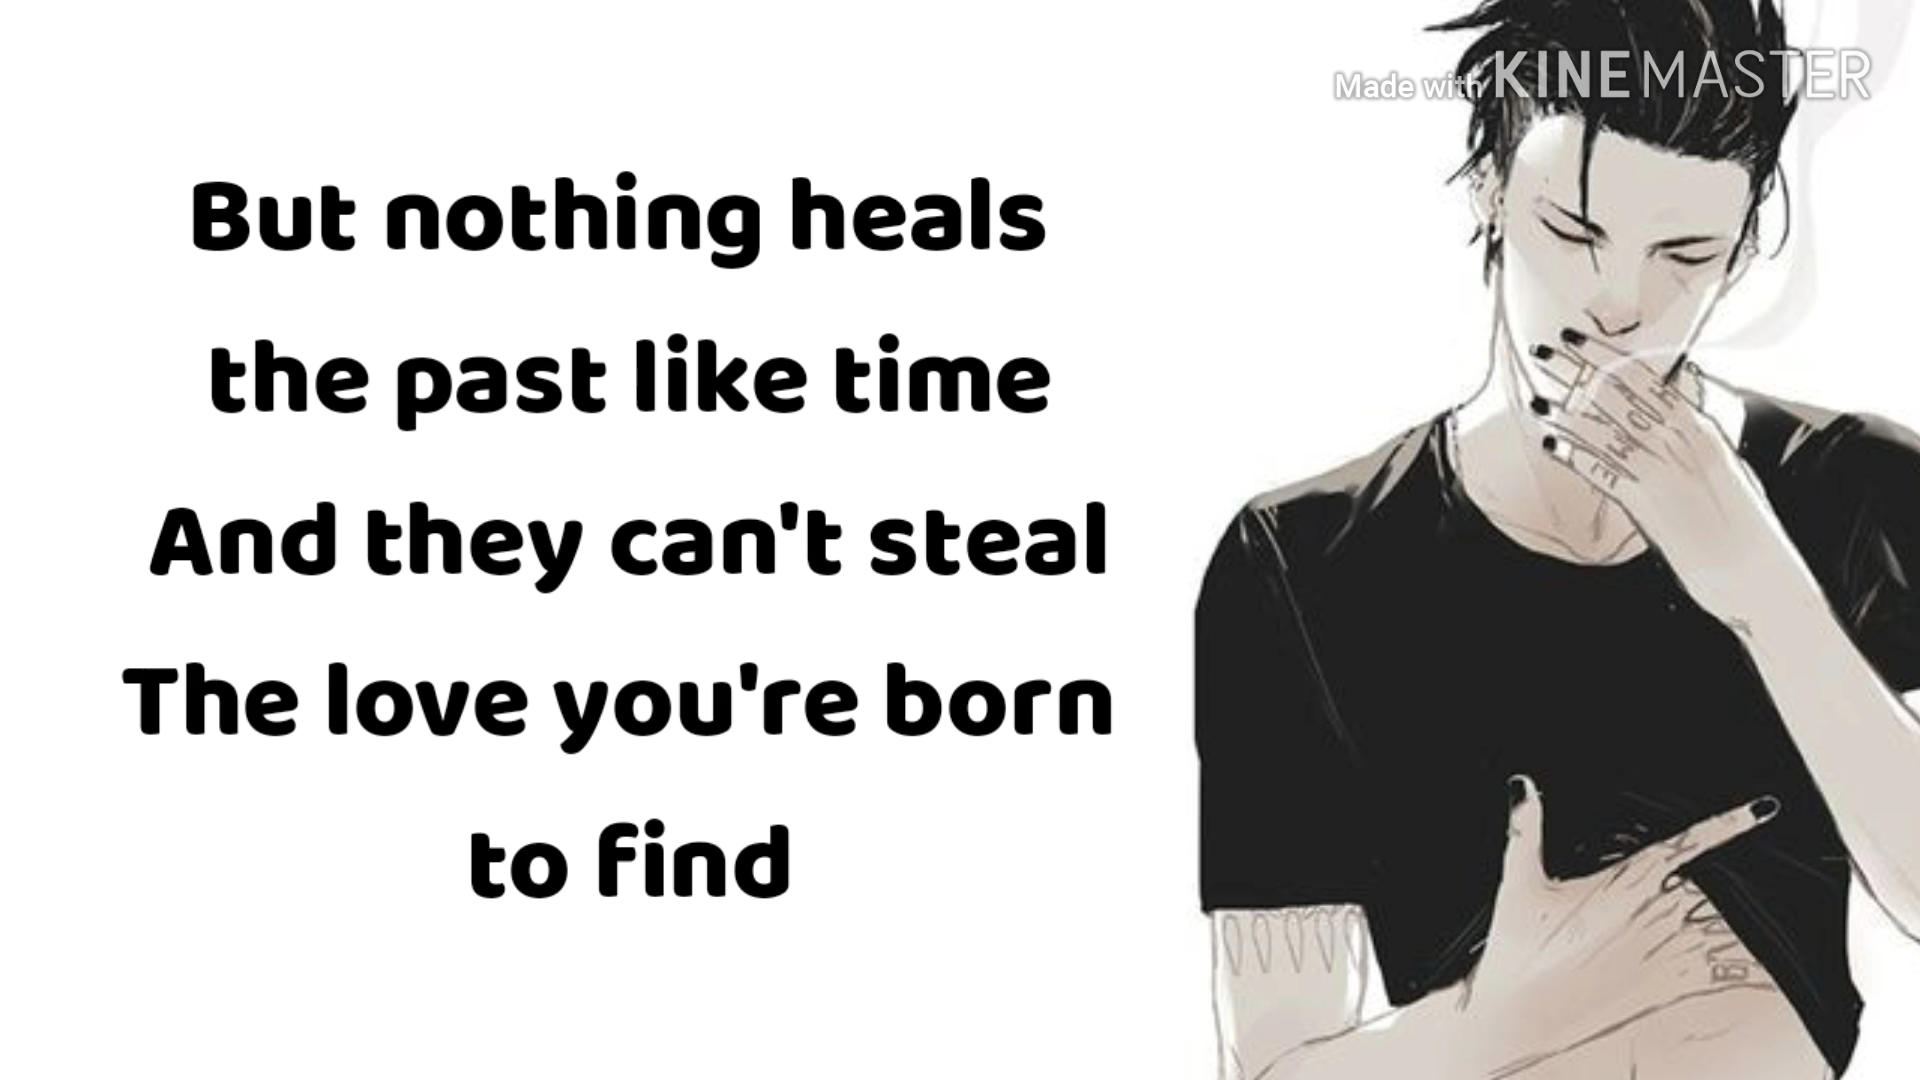 Made with KINEMASTER
But nothing heals
the past like time
And they can't steal
The love you're born
to find